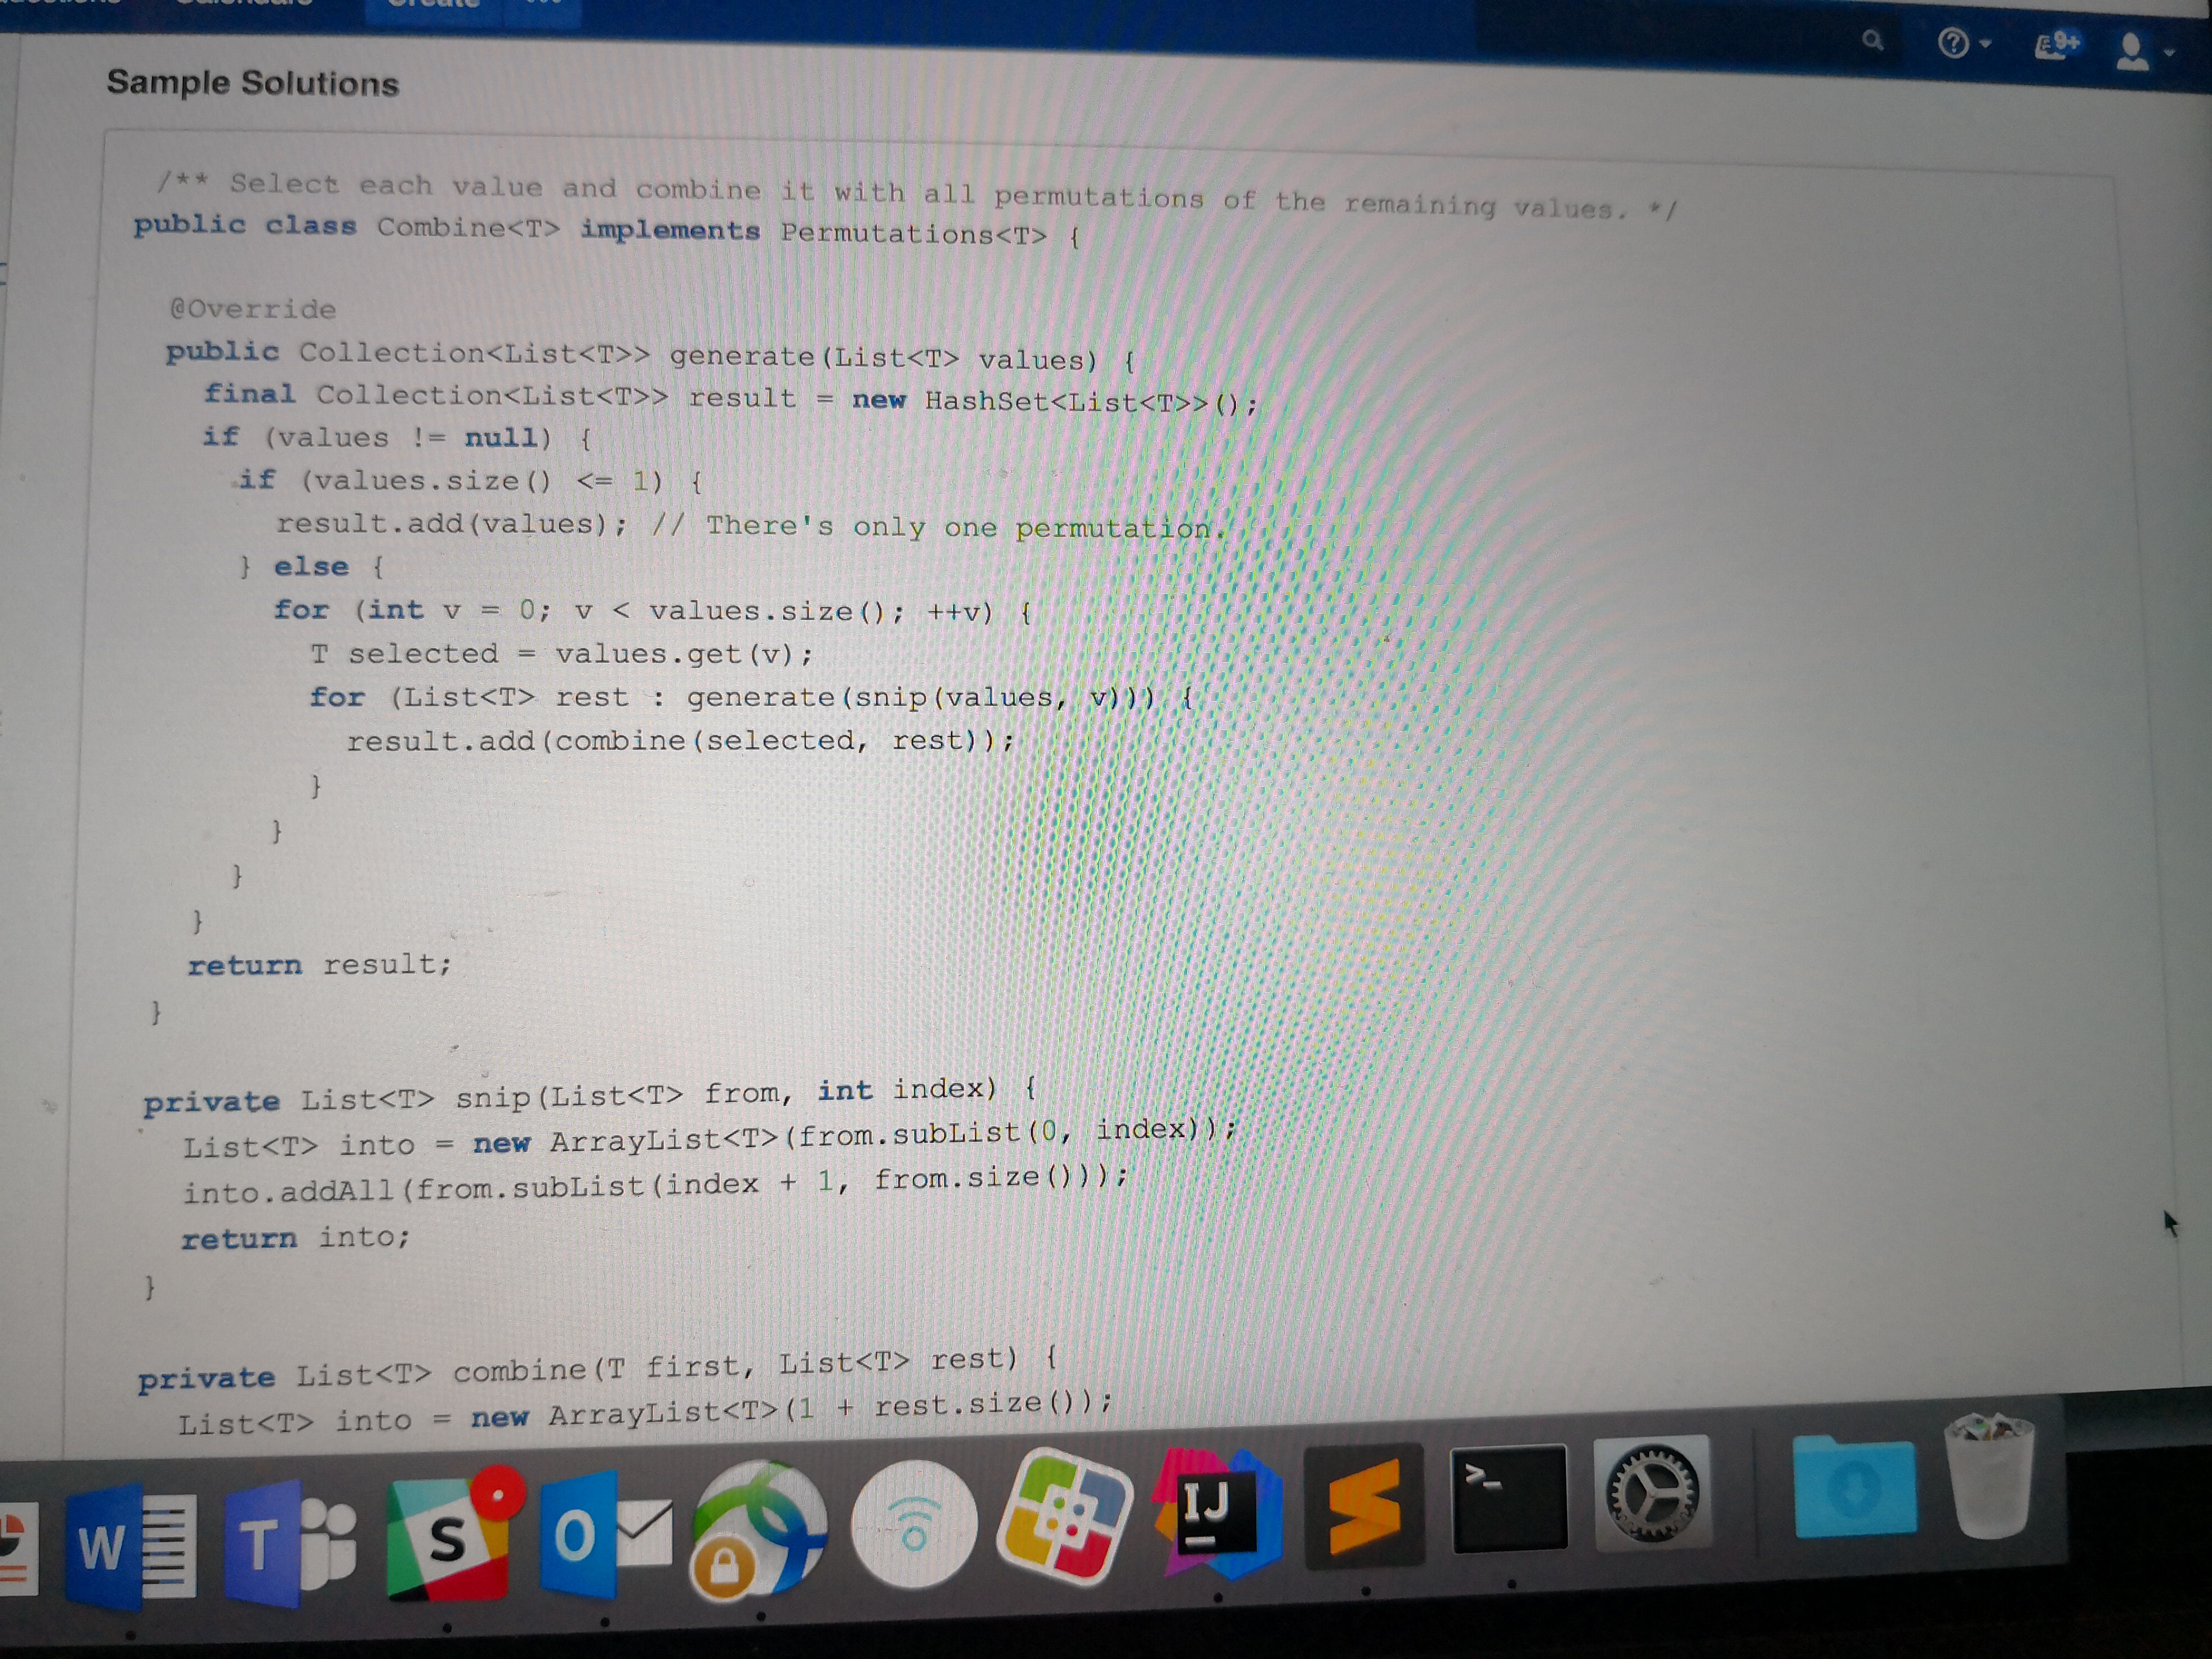 Create
9+
Sample Solutions
/** Select each value and combine it with all permutations of the remaining values. */
public class Combine<T> implements Permutations<T> {
@Override
public Collection<List<T>> generate(List<T> values) {
final Collection<List<T>> result = new HashSet<List<T>>();
if (values != null) {
if (values.size() <= 1) {
result.add(values); // There's only one permutation.
} else {
for (int v = 0; v < values.size(); ++v) {
T selected = values.get(v);
for (List<T> rest : generate(snip(values, v))) {
result.add(combine(selected, rest));
}
}
}
}
return result;
}
private List<T> snip(List<T> from, int index) {
List<T> into = new ArrayList<T>(from.subList(0, index));
into.addAll(from.subList(index + 1, from.size()));
return into;
}
private List<T> combine(T first, List<T> rest) {
List<T> into = new ArrayList<T>(1 + rest.size());
W T S O IJ >_